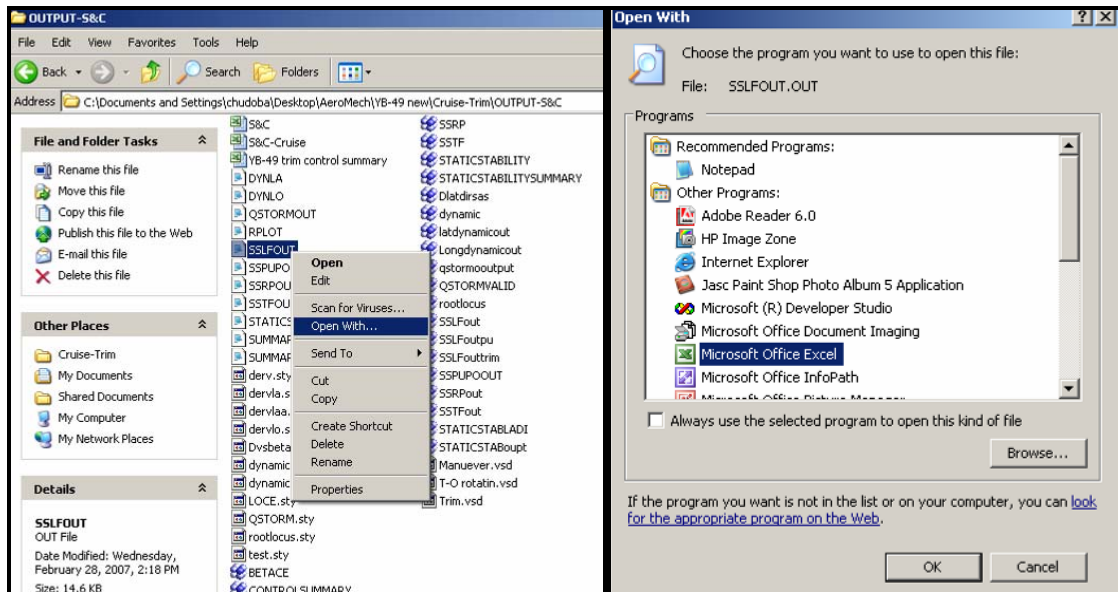 OUTPUT-S&C
File Edit View Favorites Tools Help
Back Search Folders
Address C:\Documents and Settings\chudoba\Desktop\AeroMech\YB-49 new\Cruise-Trim\OUTPUT-S&C
File and Folder Tasks
Rename this file
Move this file
Copy this file
Publish this file to the Web
E-mail this file
Delete this file
Other Places
Cruise-Trim
My Documents
Shared Documents
My Computer
My Network Places
Details
SSLFOUT
OUT File
Date Modified: Wednesday,
February 28, 2007, 2:18 PM
Size: 14.6 KB
S&C
S&C-Cruise
YB-49 trim control summary
DYNLA
DYNLO
QSTORMOUT
RPLOT
SSLFOUT
SSPUPO
SSRPOU
SSTFOU
STATICS
SUMMAR
SUMMAR
derv.sty
dervla.s
dervlaa.
dervlo.s
Dvsbeta
dynamic
dynamic
LOCE.sty
QSTORM.sty
rootlocus.sty
test.sty
BETACE
CONTROLSUMMARY
Open
Edit
Scan for Viruses...
Open With...
Send To
Cut
Copy
Create Shortcut
Delete
Rename
Properties
SSRP
SSTF
STATICSTABILITY
STATICSTABILITYSUMMARY
Dlatdirsas
dynamic
latdynamicout
Longdynamicout
qstormooutput
QSTORMVALID
rootlocus
SSLFout
SSLFoutpu
SSLFouttrim
SSPUPOOUT
SSRPout
SSTFout
STATICSTABLADI
STATICSTABoupt
Manuever.vsd
T-O rotatin.vsd
Trim.vsd
Open With
Choose the program you want to use to open this file:
File: SSLFOUT.OUT
Programs
Recommended Programs:
Notepad
Other Programs:
Adobe Reader 6.0
HP Image Zone
Internet Explorer
Jasc Paint Shop Photo Album 5 Application
Microsoft (R) Developer Studio
Microsoft Office Document Imaging
Microsoft Office Excel
Microsoft Office InfoPath
Microsoft Office Picture Manager
Always use the selected program to open this kind of file
Browse...
If the program you want is not in the list or on your computer, you can look
for the appropriate program on the Web.
OK Cancel